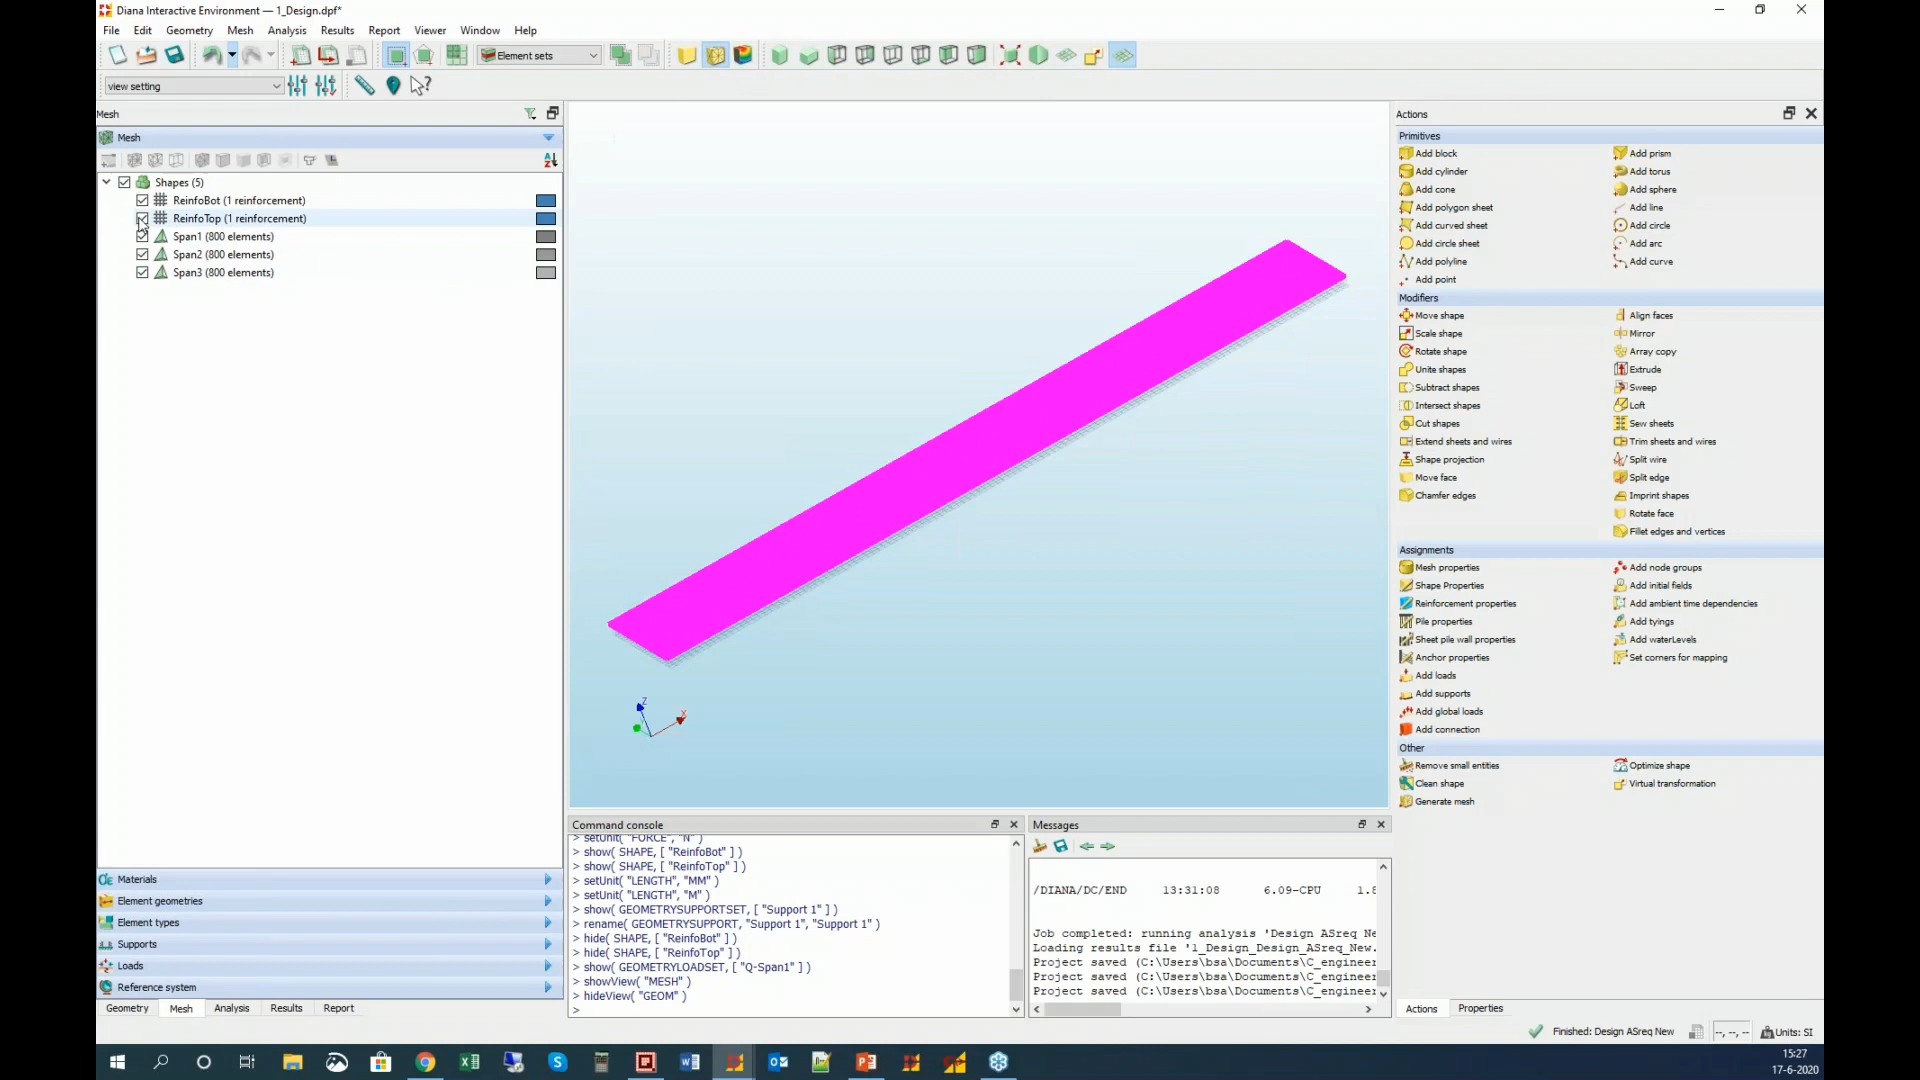 Diana Interactive Environment — 1_Design.dpf*
File Edit Geometry Mesh Analysis Results Report Viewer Window Help
Element sets
view setting
Mesh
Mesh
Shapes (5)
ReinfoBot (1 reinforcement)
ReinfoTop (1 reinforcement)
Span1 (800 elements)
Span2 (800 elements)
Span3 (800 elements)
Materials
Element geometries
Element types
Supports
Loads
Reference system
Geometry Mesh Analysis Results Report
Z
X
Command console
> setUnit( "FORCE", "N" )
> show( SHAPE, [ "ReinfoBot" ] )
> show( SHAPE, [ "ReinfoTop" ] )
> setUnit( "LENGTH", "MM" )
> setUnit( "LENGTH", "M" )
> show( GEOMETRYSUPPORTSET, [ "Support 1" ] )
> rename( GEOMETRYSUPPORT, "Support 1", "Support 1" )
> hide( SHAPE, [ "ReinfoBot" ] )
> hide( SHAPE, [ "ReinfoTop" ] )
> show( GEOMETRYLOADSET, [ "Q-Span1" ] )
> showView( "MESH" )
> hideView( "GEOM" )
>
Messages
/DIANA/DC/END 13:31:08 6.09-CPU 1.8
Job completed: running analysis 'Design ASreq Ne
Loading results file '1_Design_Design_ASreq_New.
Project saved (C:\Users\bsa\Documents\C_engineer
Project saved (C:\Users\bsa\Documents\C_engineer
Project saved (C:\Users\bsa\Documents\C_engineer
Actions
Primitives
Add block Add prism
Add cylinder Add torus
Add cone Add sphere
Add polygon sheet Add line
Add curved sheet Add circle
Add circle sheet Add arc
Add polyline Add curve
Add point
Modifiers
Move shape Align faces
Scale shape Mirror
Rotate shape Array copy
Unite shapes Extrude
Subtract shapes Sweep
Intersect shapes Loft
Cut shapes Sew sheets
Extend sheets and wires Trim sheets and wires
Shape projection Split wire
Move face Split edge
Chamfer edges Imprint shapes
Rotate face
Fillet edges and vertices
Assignments
Mesh properties Add node groups
Shape Properties Add initial fields
Reinforcement properties Add ambient time dependencies
Pile properties Add tyings
Sheet pile wall properties Add waterLevels
Anchor properties Set corners for mapping
Add loads
Add supports
Add global loads
Add connection
Other
Remove small entities Optimize shape
Clean shape Virtual transformation
Generate mesh
Actions Properties
Finished: Design ASreq New --, --, -- Units: SI
15:27
17-6-2020